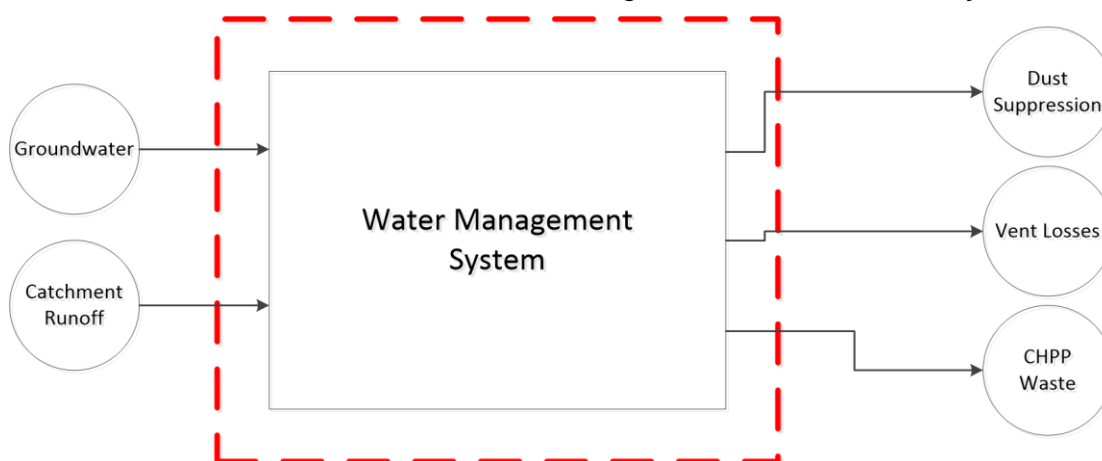 Groundwater
Catchment
Runoff
Water Management
System
Dust
Suppression
Vent Losses
CHPP
Waste